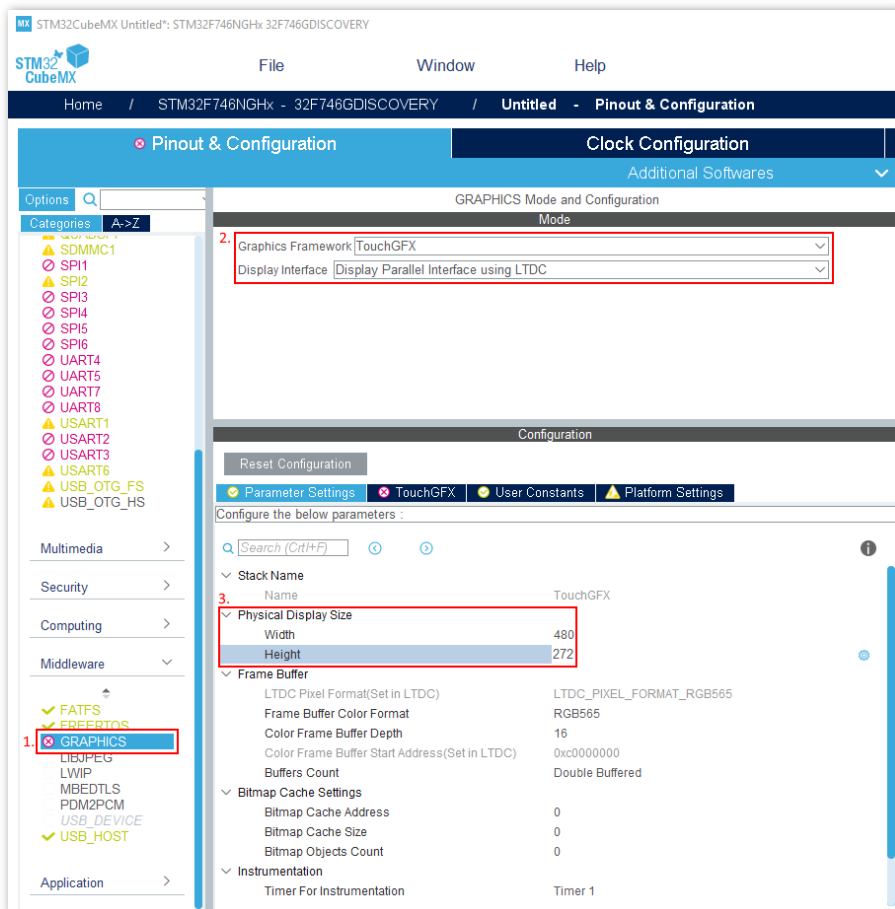 MX STM32CubeMX Untitled*: STM32F746NGHx 32F746GDISCOVERY
STM32
CubeMX
File Window Help
Home / STM32F746NGHx - 32F746GDISCOVERY / Untitled - Pinout & Configuration
Pinout & Configuration Clock Configuration
Additional Softwares
Options
GRAPHICS Mode and Configuration
Categories A->Z
Mode
QUADSPI
SDMMC1
SPI1
SPI2
SPI3
SPI4
SPI5
SPI6
UART4
UART5
UART7
UART8
USART1
USART2
USART3
USART6
USB_OTG_FS
USB_OTG_HS
Multimedia
Security
Computing
Middleware
FATFS
FREERTOS
1. GRAPHICS
LIBJPEG
LWIP
MBEDTLS
PDM2PCM
USB_DEVICE
USB_HOST
Application
2.
Graphics Framework TouchGFX
Display Interface Display Parallel Interface using LTDC
Configuration
Reset Configuration
Parameter Settings TouchGFX User Constants Platform Settings
Configure the below parameters :
Search (Crtl+F)
Stack Name
Name TouchGFX
3.
Physical Display Size
Width 480
Height 272
Frame Buffer
LTDC Pixel Format(Set in LTDC) LTDC_PIXEL_FORMAT_RGB565
Frame Buffer Color Format RGB565
Color Frame Buffer Depth 16
Color Frame Buffer Start Address(Set in LTDC) 0xc0000000
Buffers Count Double Buffered
Bitmap Cache Settings
Bitmap Cache Address 0
Bitmap Cache Size 0
Bitmap Objects Count 0
Instrumentation
Timer For Instrumentation Timer 1